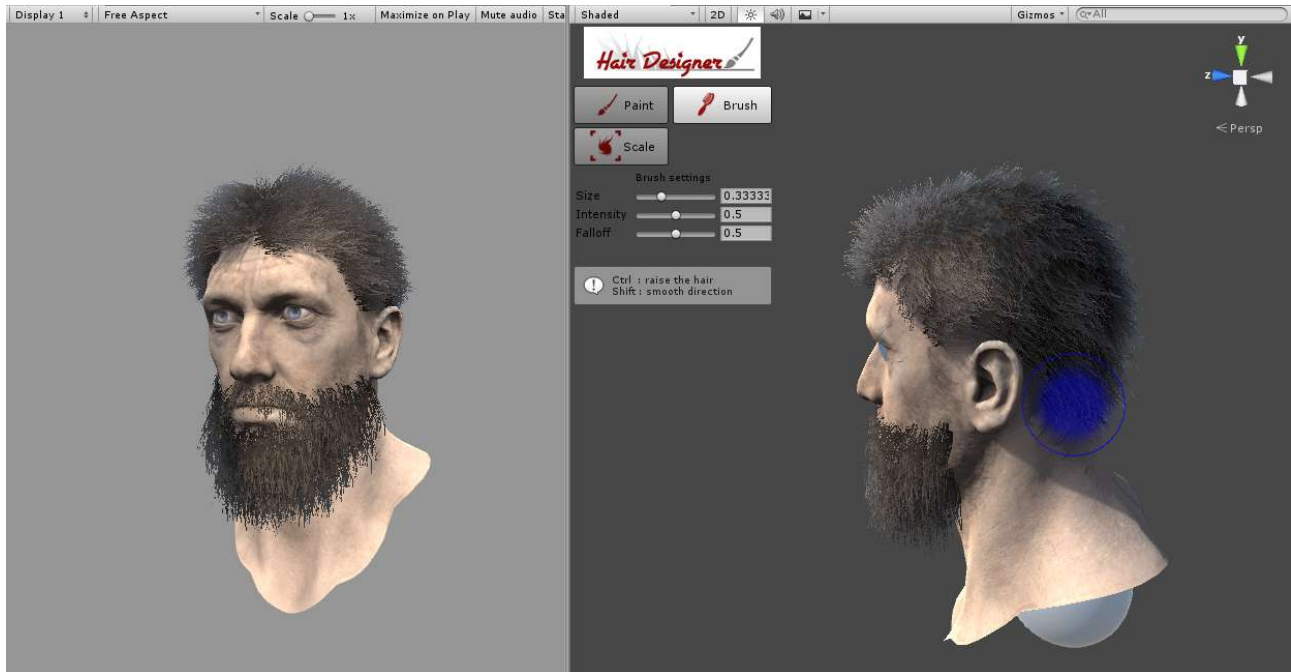 Display 1
Free Aspect
Scale 1x
Maximize on Play
Mute audio
Sta
Shaded
2D
Gizmos
All
Hair Designer
Paint
Brush
Scale
Brush settings
Size 0.33333
Intensity 0.5
Falloff 0.5
Ctrl : raise the hair
Shift : smooth direction
y
z
Persp